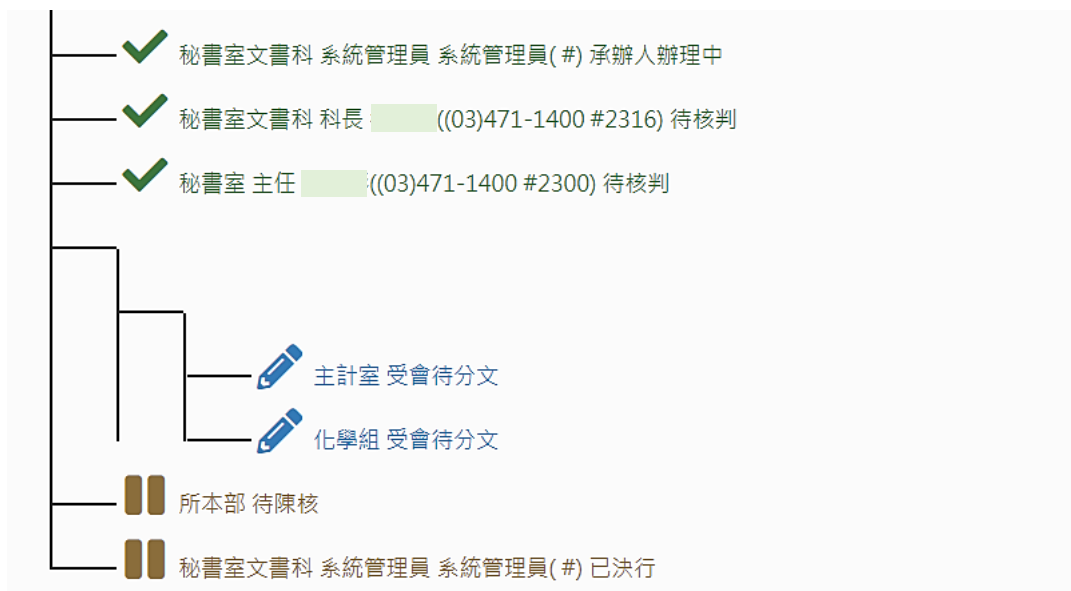 秘書室文書科 系統管理員 系統管理員( #) 承辦人辦理中
秘書室文書科 科長 ((03)471-1400 #2316) 待核判
秘書室 主任 ((03)471-1400 #2300) 待核判
主計室 受會待分文
化學組 受會待分文
所本部 待陳核
秘書室文書科 系統管理員 系統管理員( #) 已決行